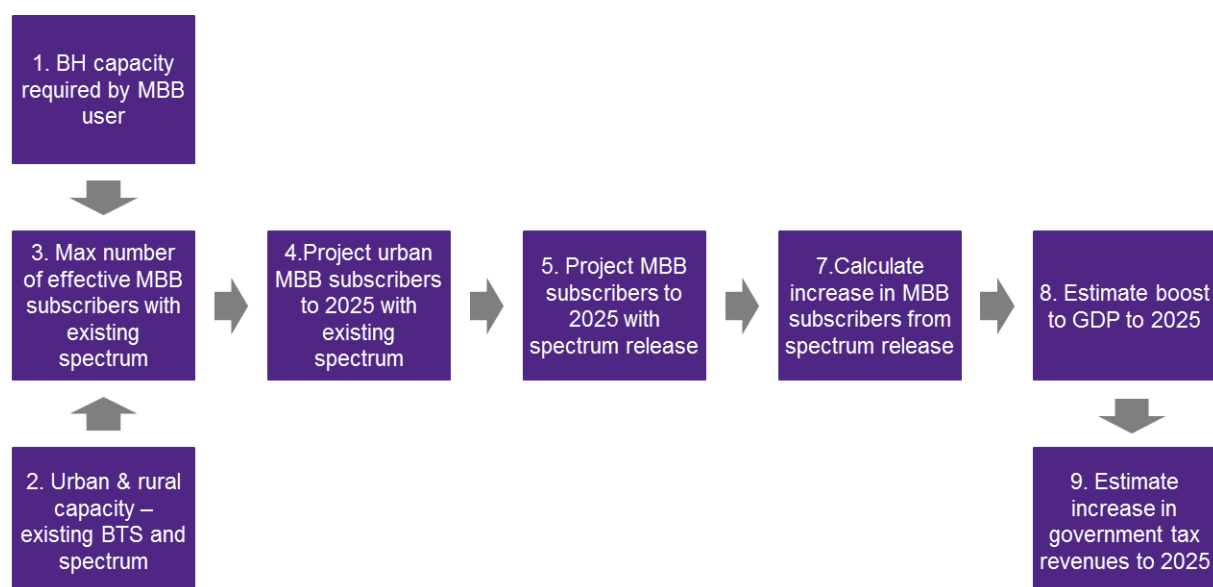 1. BH capacity
required by MBB
user
3. Max number
of effective MBB
subscribers with
existing
spectrum
4.Project urban
MBB subscribers
to 2025 with
existing
spectrum
5. Project MBB
subscribers to
2025 with
spectrum release
7.Calculate
increase in MBB
subscribers from
spectrum release
8. Estimate boost
to GDP to 2025
2. Urban & rural
capacity –
existing BTS and
spectrum
9. Estimate
increase in
government tax
revenues to 2025